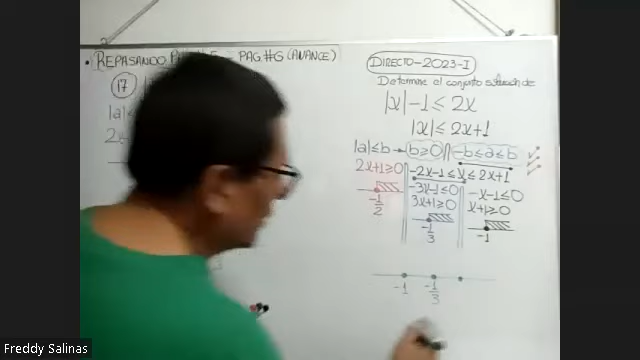 • REPASANDO
PAG.#6 (AVANCE)
17
DIRECTO-2023-I
Determine el conjunto solución de
|x|-1≤2x
|x|≤2x+1
|a|≤b→b≥0 || -b≤a≤b
2x+1≥0
-2x-1≤x≤2x+1
-3x-1≤0
3x+1≥0
-x-1≤0
x+1≥0
-1/2
-1/3
-1
-1
-1/3
Freddy Salinas